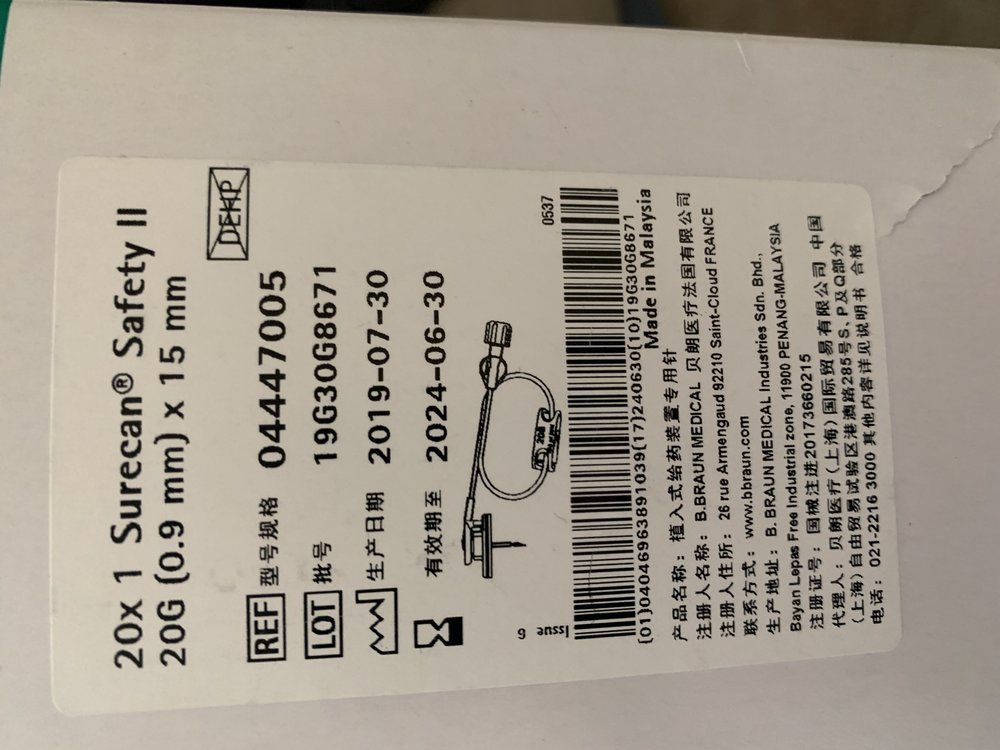 20x 1 Surecan® Safety II
20G (0.9 mm) x 15 mm
DEHP
REF 型号规格 04447005
LOT 批号 19G30G8671
生产日期 2019-07-30
有效期至 2024-06-30
20G
Issue 6
0537
(01)04046963891039(17)240630(10)19G30G8671
Made in Malaysia
产品名称：植入式给药装置专用针
注册人名称：B.BRAUN MEDICAL 贝朗医疗法国有限公司
注册人住所：26 rue Armengaud 92210 Saint-Cloud FRANCE
联系方式：www.bbraun.com
生产地址：B. BRAUN MEDICAL Industries Sdn. Bhd.,
Bayan Lepas Free Industrial zone, 11900 PENANG-MALAYSIA
注册证号：国械注进20173660215
代理人：贝朗医疗(上海)国际贸易有限公司 中国
(上海)自由贸易试验区港澳路285号S、P及Q部分
电话：021-2216 3000 其他内容详见说明书 合格